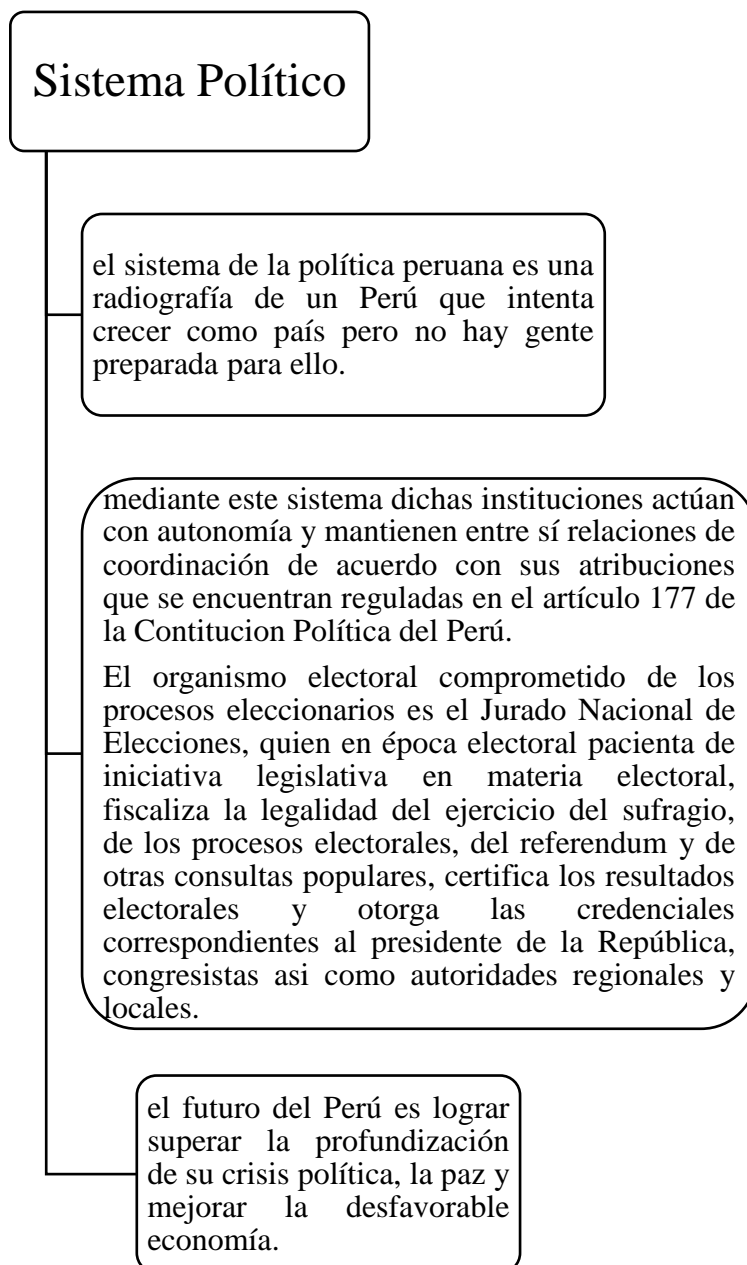 Sistema Político
el sistema de la política peruana es una
radiografía de un Perú que intenta
crecer como país pero no hay gente
preparada para ello.
mediante este sistema dichas instituciones actúan
con autonomía y mantienen entre sí relaciones de
coordinación de acuerdo con sus atribuciones
que se encuentran reguladas en el artículo 177 de
la Contitucion Política del Perú.
El organismo electoral comprometido de los
procesos eleccionarios es el Jurado Nacional de
Elecciones, quien en época electoral pacienta de
iniciativa legislativa en materia electoral,
fiscaliza la legalidad del ejercicio del sufragio,
de los procesos electorales, del referendum y de
otras consultas populares, certifica los resultados
electorales y otorga las credenciales
correspondientes al presidente de la República,
congresistas asi como autoridades regionales y
locales.
el futuro del Perú es lograr
superar la profundización
de su crisis política, la paz y
mejorar la desfavorable
economía.